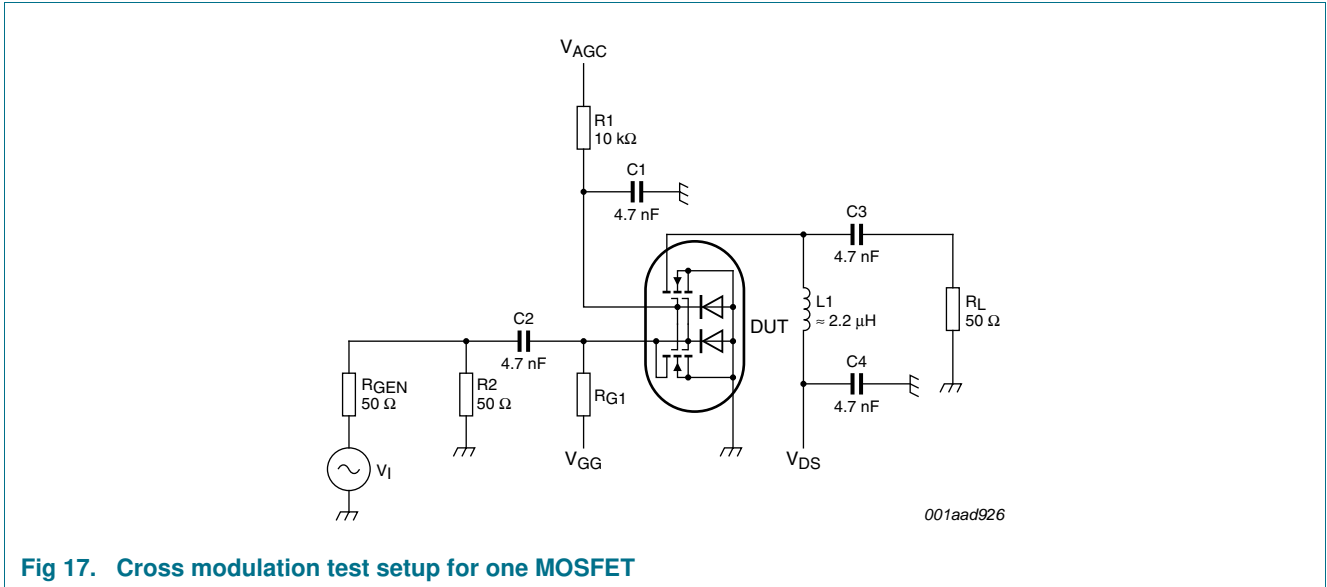 VAGC
R1
10 kΩ
C1
4.7 nF
C3
4.7 nF
L1
≈ 2.2 μH
RL
50 Ω
DUT
C2
4.7 nF
C4
4.7 nF
RGEN
50 Ω
R2
50 Ω
RG1
VI
VGG
VDS
001aad926
Fig 17. Cross modulation test setup for one MOSFET